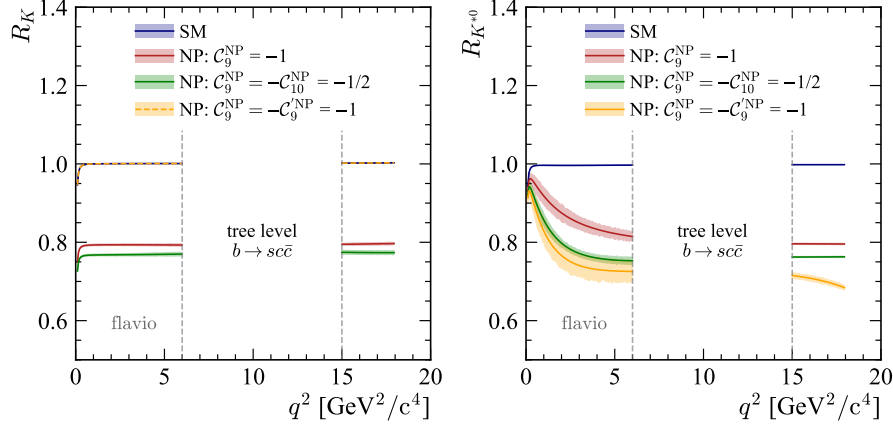 R_K
1.4
1.2
1.0
0.8
0.6
SM
NP: C_9^NP = −1
NP: C_9^NP = −C_10^NP = −1/2
NP: C_9^NP = −C_9^′NP = −1
tree level
b → scc̄
flavio
0 5 10 15 20
q² [GeV²/c⁴]
R_K*0
1.4
1.2
1.0
0.8
0.6
SM
NP: C_9^NP = −1
NP: C_9^NP = −C_10^NP = −1/2
NP: C_9^NP = −C_9^′NP = −1
tree level
b → scc̄
flavio
0 5 10 15 20
q² [GeV²/c⁴]